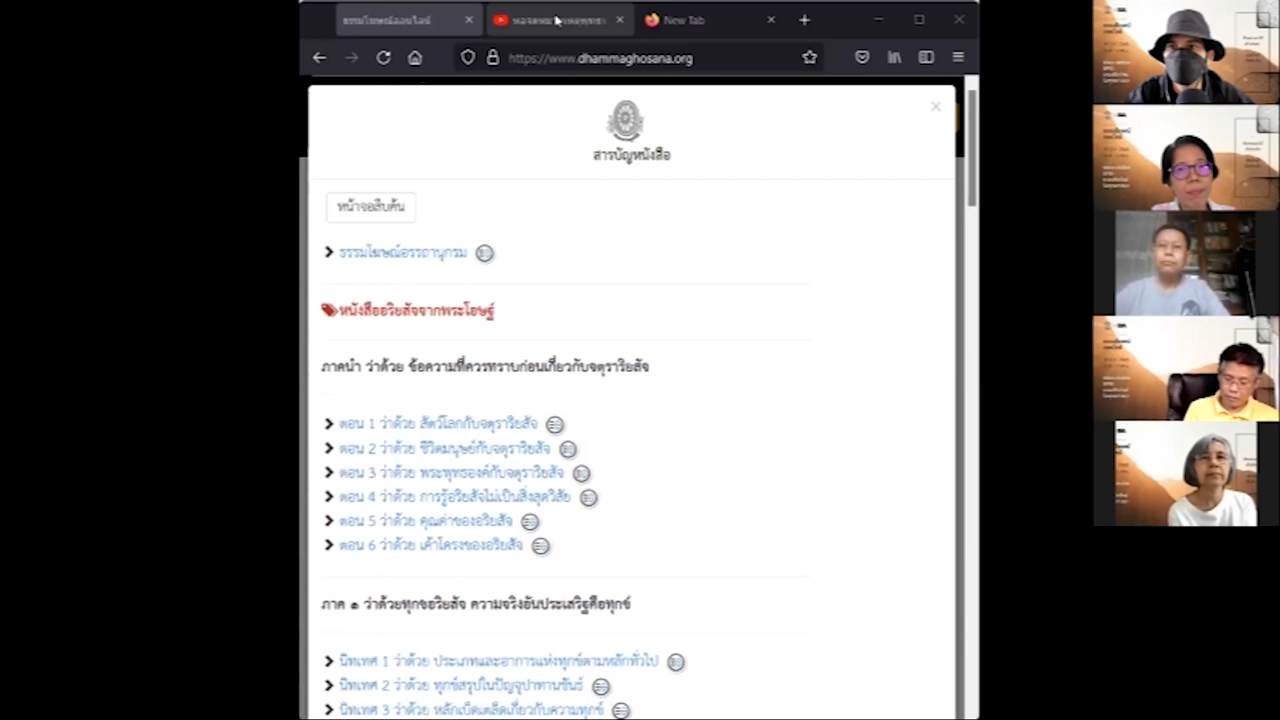 ธรรมโฆษณ์ออนไลน์
New Tab
https://www.dhammaghosana.org
สารบัญหนังสือ
หน้าจอสืบค้น
ธรรมโฆษณ์อรรถานุกรม
หนังสืออริยสัจจากพระโอษฐ์
ภาคนำ ว่าด้วย ข้อความที่ควรทราบก่อนเกี่ยวกับจตุราริยสัจ
ตอน 1 ว่าด้วย สัตว์โลกกับจตุราริยสัจ
ตอน 2 ว่าด้วย ชีวิตมนุษย์กับจตุราริยสัจ
ตอน 3 ว่าด้วย พระพุทธองค์กับจตุราริยสัจ
ตอน 4 ว่าด้วย การรู้อริยสัจไม่เป็นสิ่งสุดวิสัย
ตอน 5 ว่าด้วย คุณค่าของอริยสัจ
ตอน 6 ว่าด้วย เค้าโครงของอริยสัจ
ภาค ๑ ว่าด้วยทุกขอริยสัจ ความจริงอันประเสริฐคือทุกข์
นิทเทศ 1 ว่าด้วย ประเภทและอาการแห่งทุกข์ตามหลักทั่วไป
นิทเทศ 2 ว่าด้วย ทุกข์สรุปในปัญจุปาทานขันธ์
นิทเทศ 3 ว่าด้วย หลักเบ็ดเตล็ดเกี่ยวกับความทุกข์